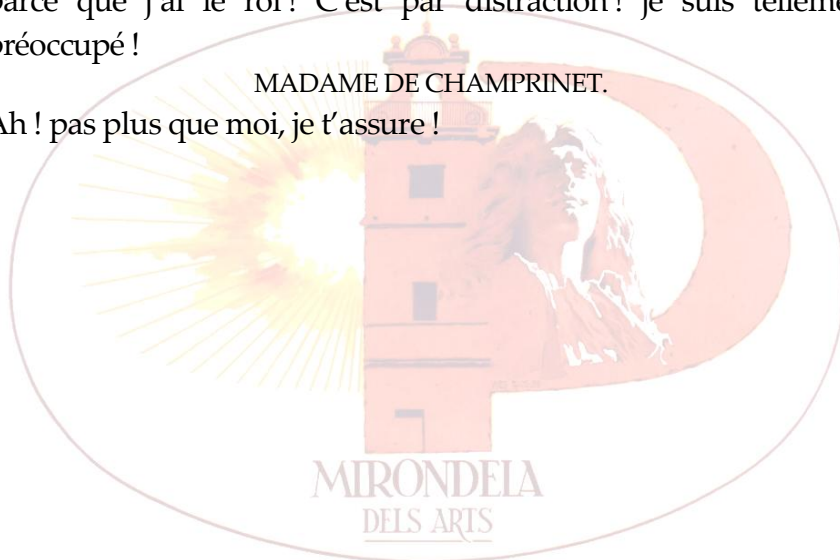 parce que j'ai le roi ! C'est par distraction ! je suis tellement
préoccupé !
MADAME DE CHAMPRINET.
Ah ! pas plus que moi, je t'assure !
MIRONDELA
DELS ARTS